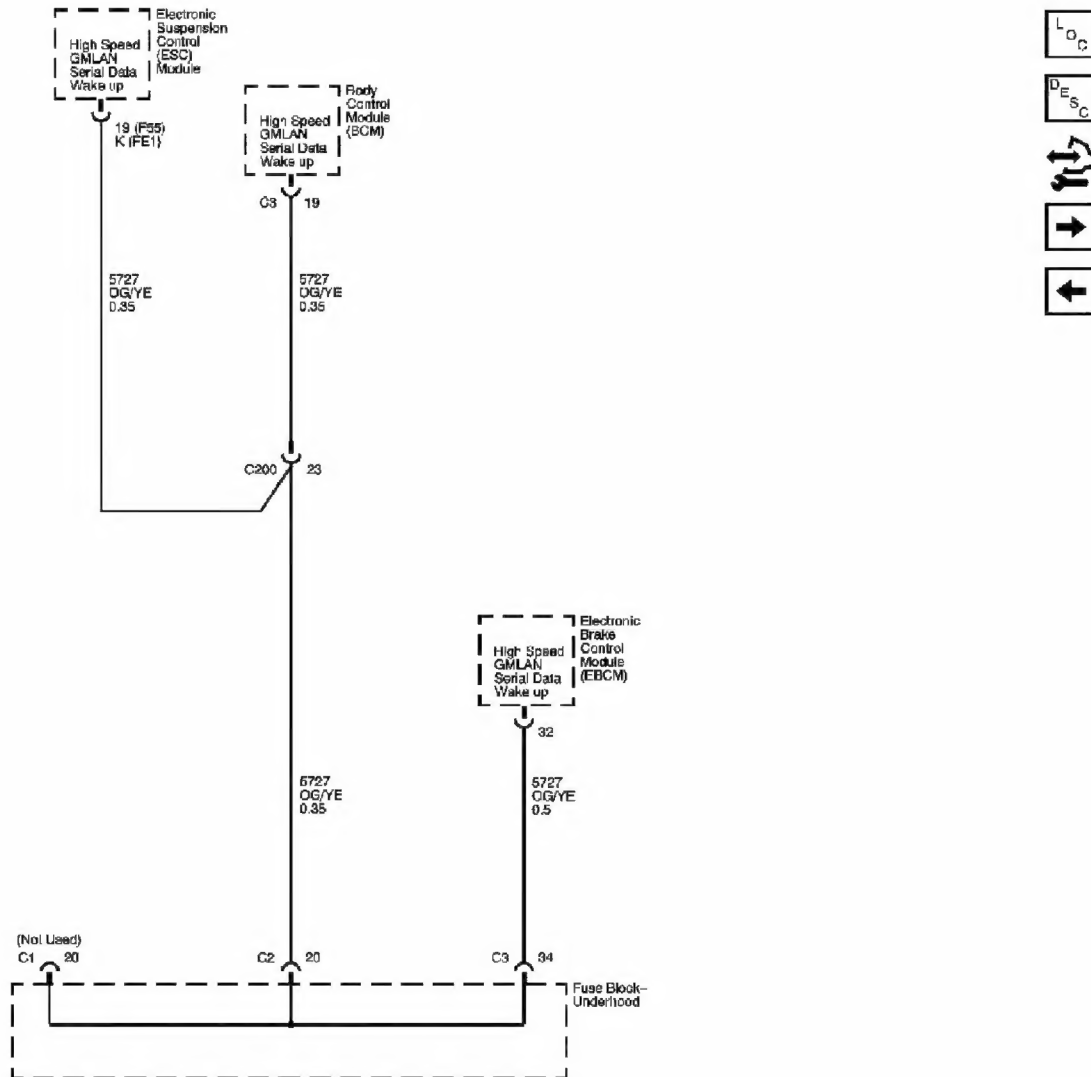 Electronic
Suspension
Control
(ESC)
Module
High Speed
GMLAN
Serial Data
Wake up
19 (F55)
K (FE1)
Body
Control
Module
(BCM)
High Speed
GMLAN
Serial Data
Wake up
C3 19
5727
OG/YE
0.35
5727
OG/YE
0.35
C200 23
Electronic
Brake
Control
Module
(EBCM)
High Speed
GMLAN
Serial Data
Wake up
32
5727
OG/YE
0.35
5727
OG/YE
0.5
(Not Used)
C1 20
C2 20
C3 34
Fuse Block–
Underhood
LOC
DESC